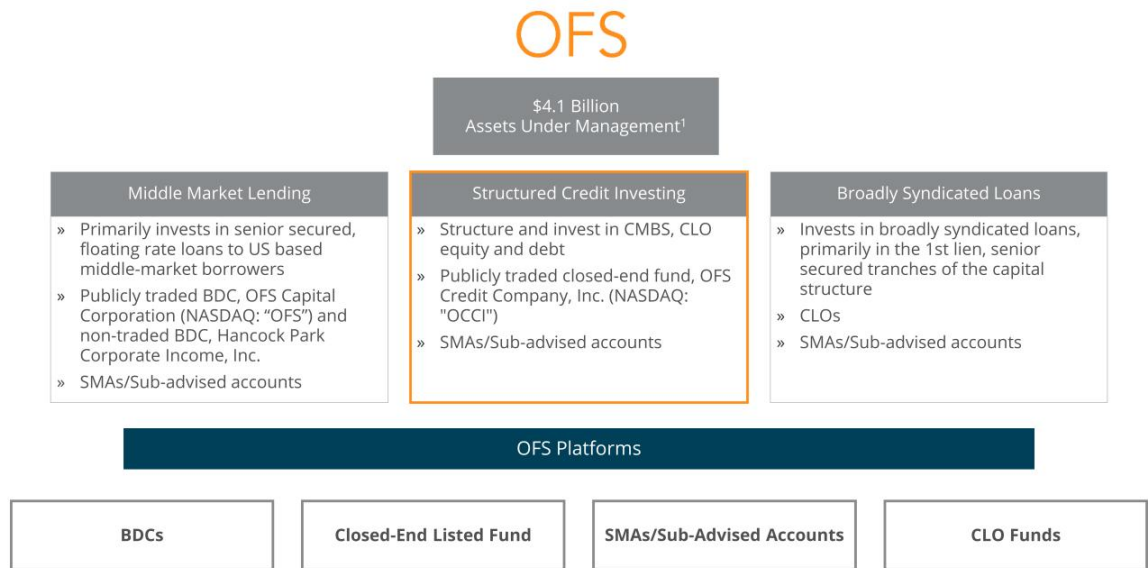 OFS
$4.1 Billion
Assets Under Management¹
Middle Market Lending
» Primarily invests in senior secured,
floating rate loans to US based
middle-market borrowers
» Publicly traded BDC, OFS Capital
Corporation (NASDAQ: “OFS”) and
non-traded BDC, Hancock Park
Corporate Income, Inc.
» SMAs/Sub-advised accounts
Structured Credit Investing
» Structure and invest in CMBS, CLO
equity and debt
» Publicly traded closed-end fund, OFS
Credit Company, Inc. (NASDAQ:
"OCCI")
» SMAs/Sub-advised accounts
Broadly Syndicated Loans
» Invests in broadly syndicated loans,
primarily in the 1st lien, senior
secured tranches of the capital
structure
» CLOs
» SMAs/Sub-advised accounts
OFS Platforms
BDCs
Closed-End Listed Fund
SMAs/Sub-Advised Accounts
CLO Funds